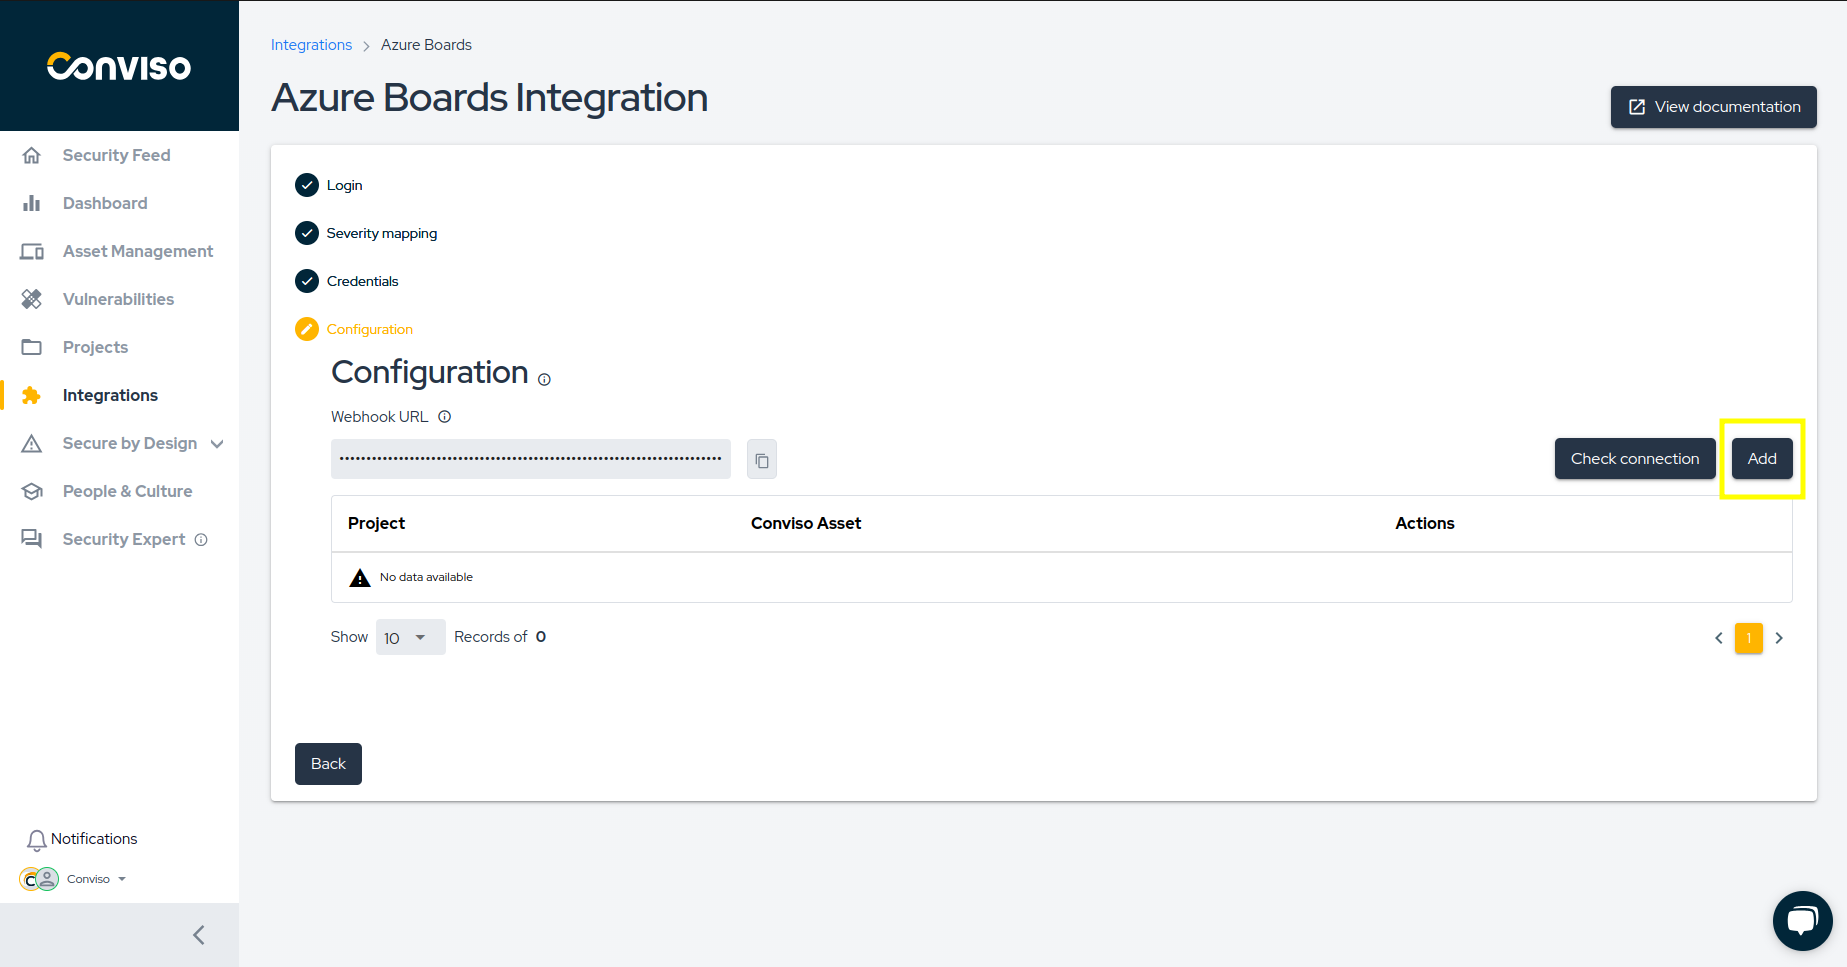 Conviso
Security Feed
Dashboard
Asset Management
Vulnerabilities
Projects
Integrations
Secure by Design
People & Culture
Security Expert
Notifications
Conviso
Integrations > Azure Boards
Azure Boards Integration
View documentation
Login
Severity mapping
Credentials
Configuration
Configuration
Webhook URL
Check connection Add
Project Conviso Asset Actions
No data available
Show 10 Records of 0
1
Back